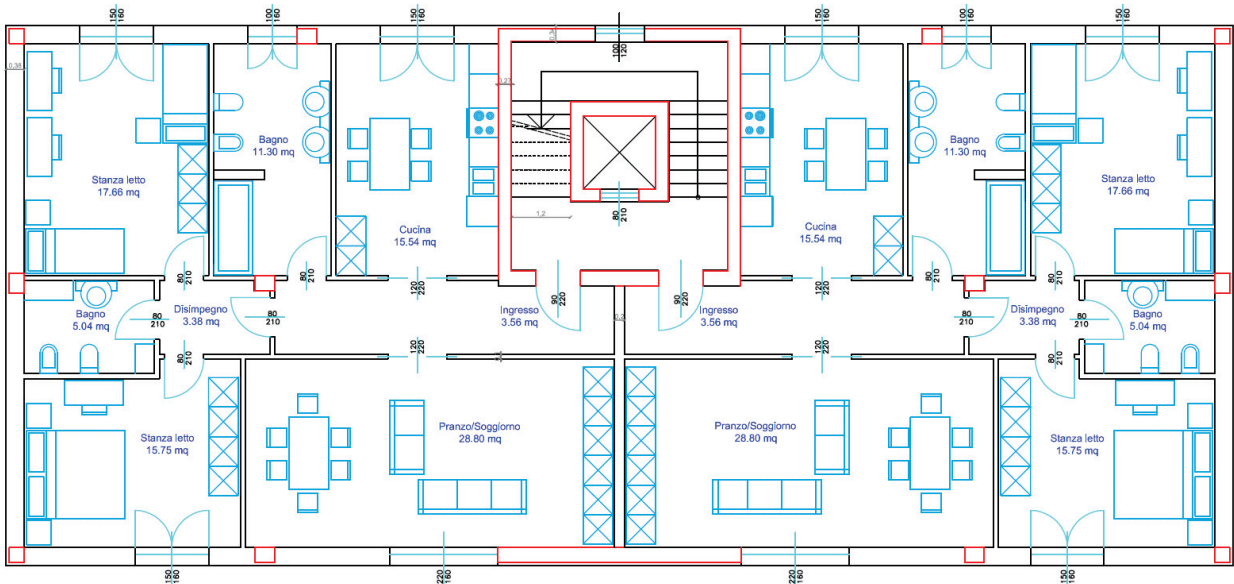 150
160
100
160
150
160
100
120
150
160
100
160
150
160
0,38
0,27
Stanza letto
17.66 mq
Bagno
11.30 mq
Cucina
15.54 mq
1,2
80
210
Cucina
15.54 mq
Bagno
11.30 mq
Stanza letto
17.66 mq
80
210
80
210
120
220
90
220
90
220
120
220
80
210
80
210
Bagno
5.04 mq
80
210
Disimpegno
3.38 mq
80
210
Ingresso
3.56 mq
0,2
Ingresso
3.56 mq
80
210
Disimpegno
3.38 mq
80
210
Bagno
5.04 mq
80
210
120
220
120
220
80
210
Stanza letto
15.75 mq
Pranzo/Soggiorno
28.80 mq
Pranzo/Soggiorno
28.80 mq
Stanza letto
15.75 mq
150
160
220
160
220
160
150
160